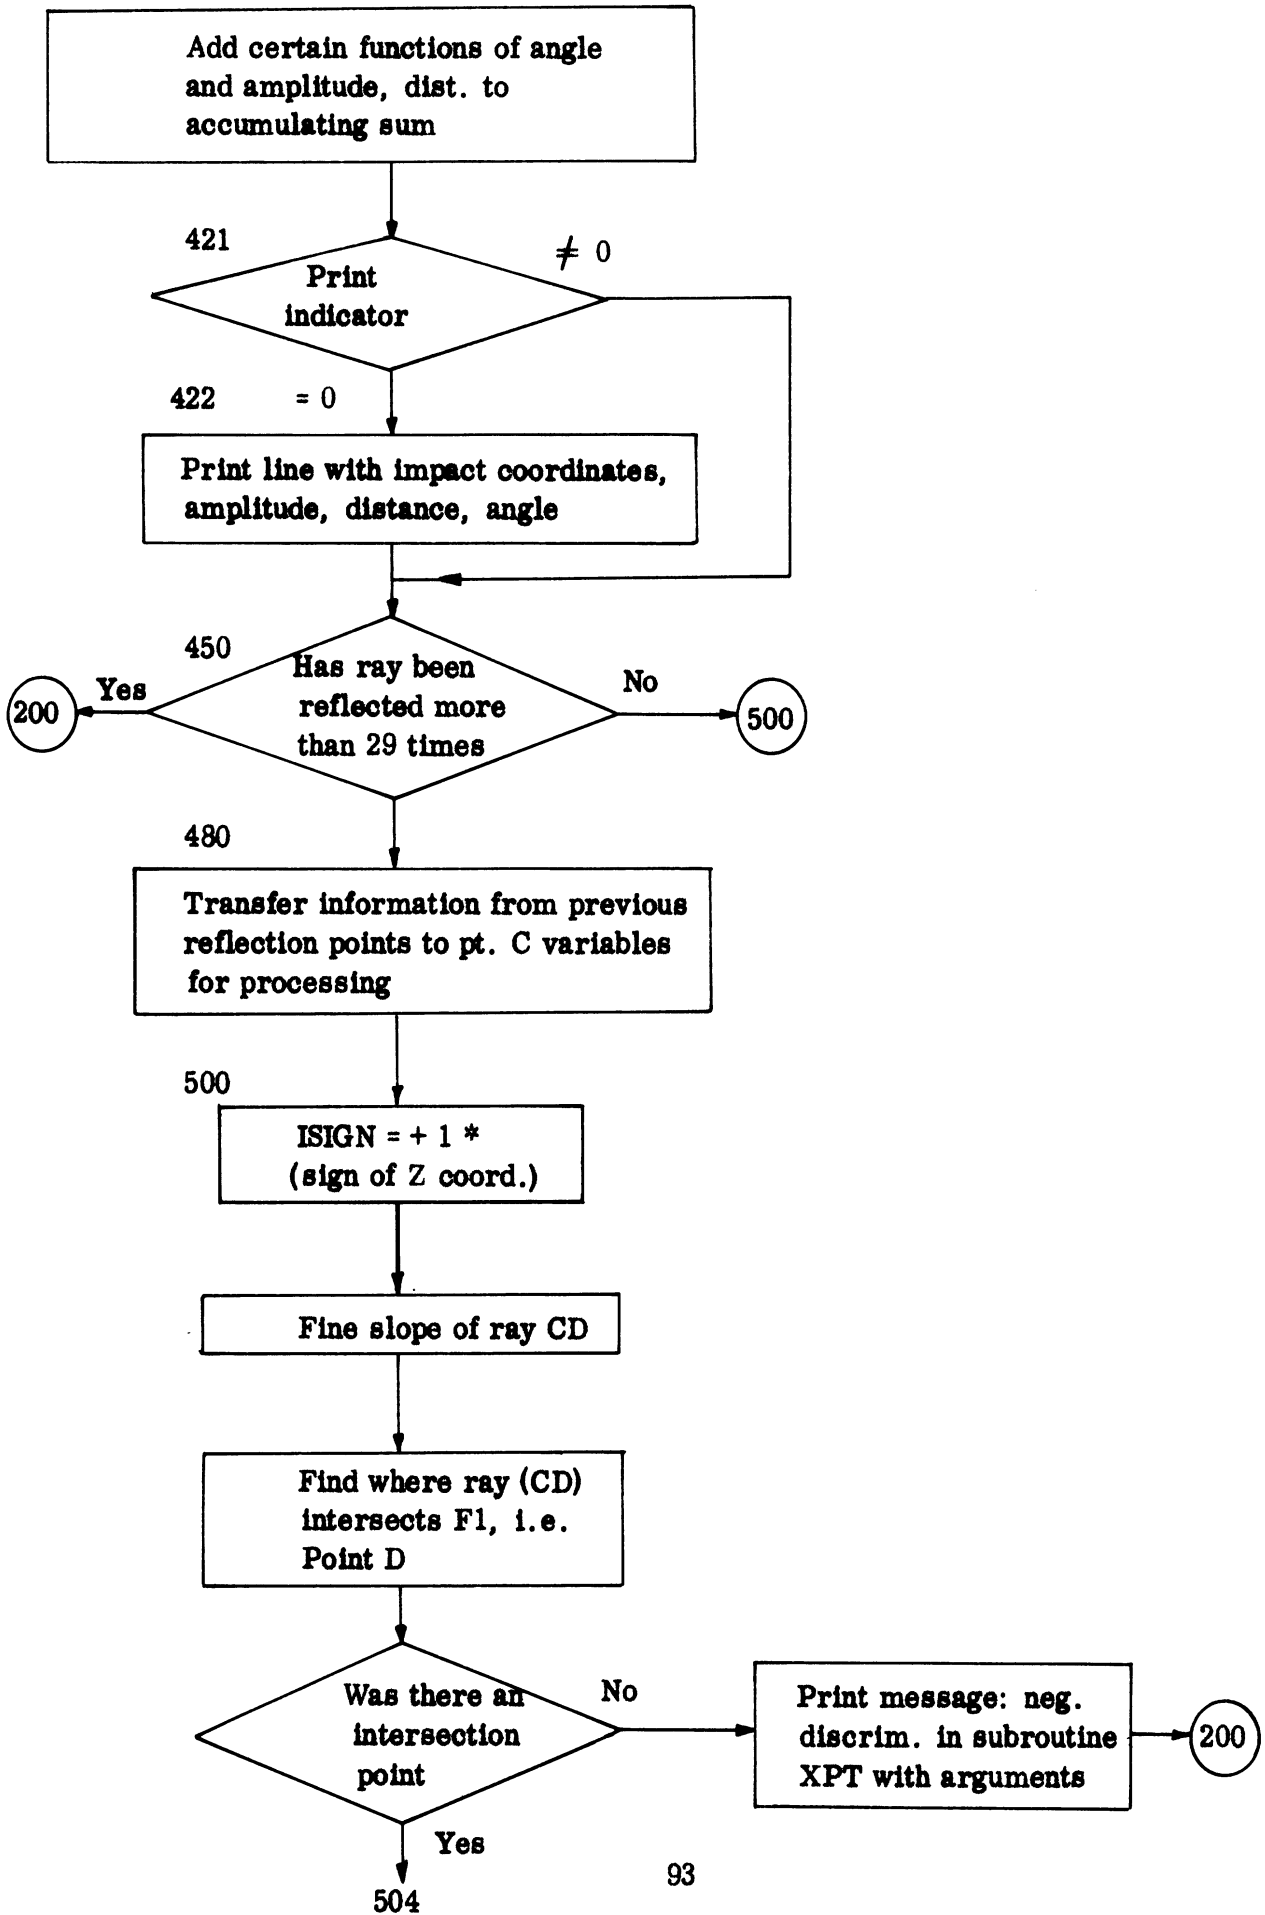 Add certain functions of angle
and amplitude, dist. to
accumulating sum
421
≠ 0
Print
indicator
422
= 0
Print line with impact coordinates,
amplitude, distance, angle
450
Has ray been
reflected more
than 29 times
Yes
200
No
500
480
Transfer information from previous
reflection points to pt. C variables
for processing
500
ISIGN = + 1 *
(sign of Z coord.)
Fine slope of ray CD
Find where ray (CD)
intersects F1, i.e.
Point D
Was there an
intersection
point
No
Print message: neg.
discrim. in subroutine
XPT with arguments
200
Yes
504
93